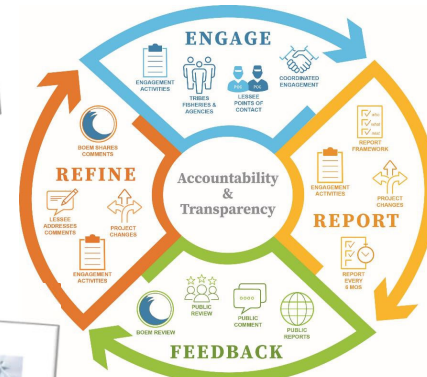 ENGAGE
ENGAGEMENT
ACTIVITIES
TRIBES
FISHERIES &
AGENCIES
POC
POC
LESSEE
POINTS OF
CONTACT
COORDINATED
ENGAGEMENT
REPORT
FRAMEWORK
ENGAGEMENT
ACTIVITIES
PROJECT
CHANGES
REPORT
REPORT
EVERY
6 MOS
BOEM REVIEW
PUBLIC
REVIEW
PUBLIC
COMMENT
PUBLIC
REPORTS
FEEDBACK
BOEM SHARES
COMMENTS
REFINE
LESSEE
ADDRESSES
COMMENTS
PROJECT
CHANGES
ENGAGEMENT
ACTIVITIES
Accountability
&
Transparency